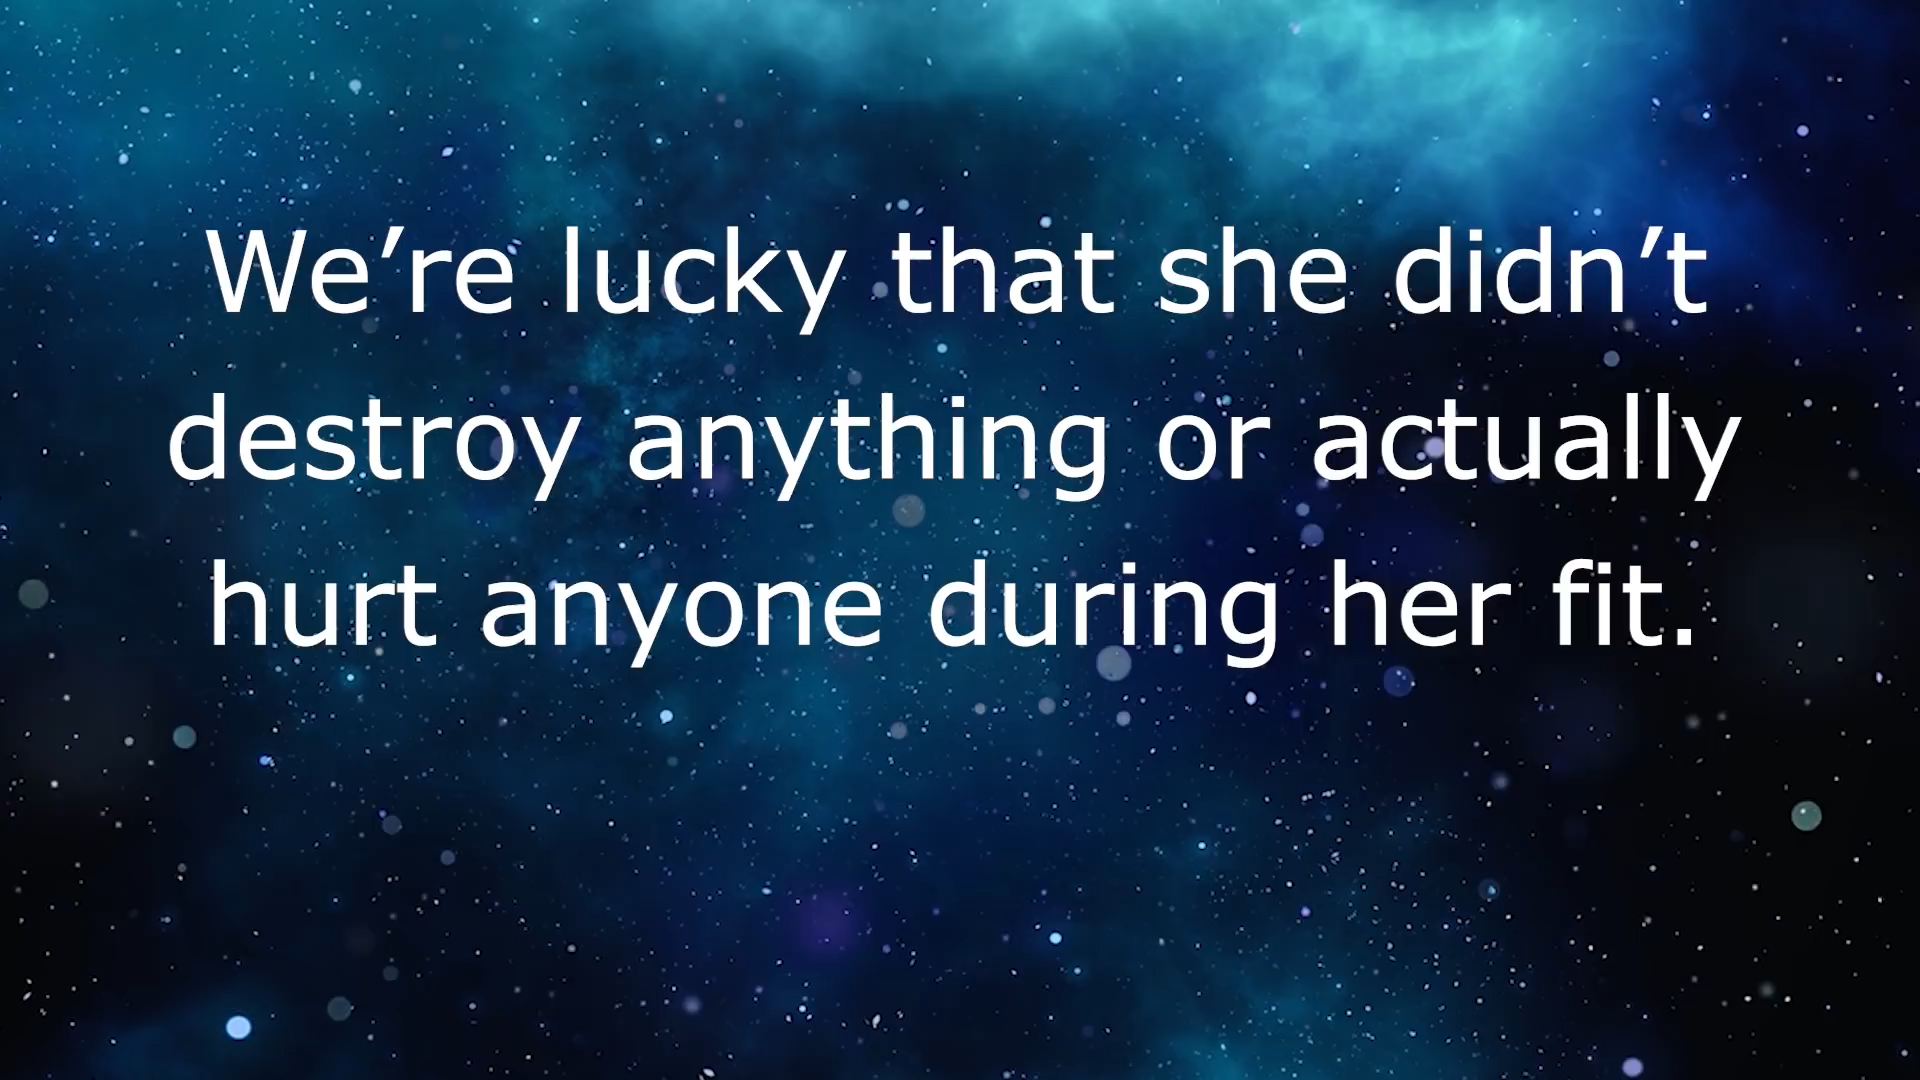 We’re lucky that she didn’t
destroy anything or actually
hurt anyone during her fit.